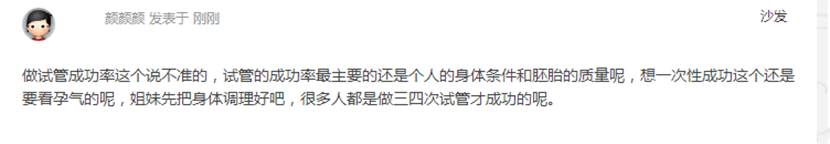 颜颜颜 发表于 刚刚 沙发
做试管成功率这个说不准的，试管的成功率最主要的还是个人的身体条件和胚胎的质量呢，想一次性成功这个还是
要看孕气的呢，姐妹先把身体调理好吧，很多人都是做三四次试管才成功的呢。